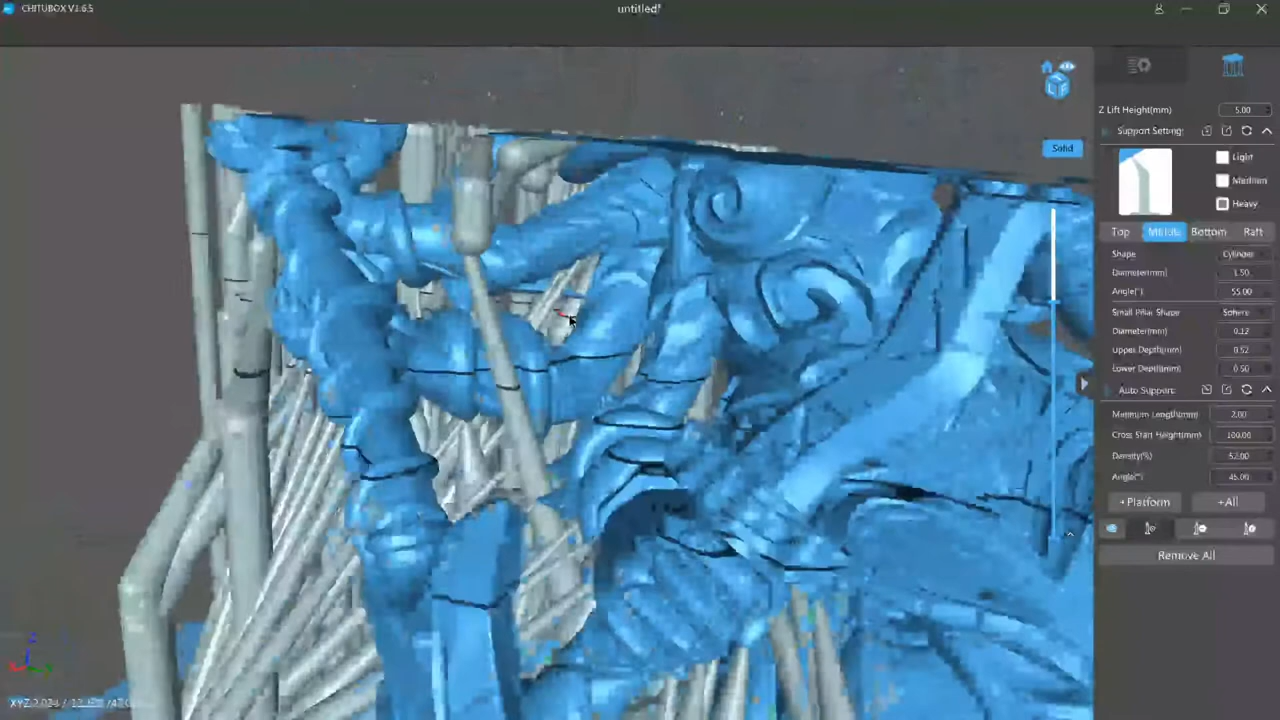 CHITUBOX V1.6.5
untitled*
Z Lift Height(mm) 5.00
Support Setting:
Light
Medium
Heavy
Top Middle Bottom Raft
Shape Cylinder
Diameter(mm) 1.50
Angle(°) 55.00
Small Pillar Shape Sphere
Diameter(mm)
Upper Depth(mm) 0.52
Lower Depth(mm) 0.50
Auto Support:
Minimum Length(mm) 2.00
Cross Start Height(mm) 100.00
Density(%) 52.00
Angle(°) 45.00
+Platform +All
Remove All
Solid